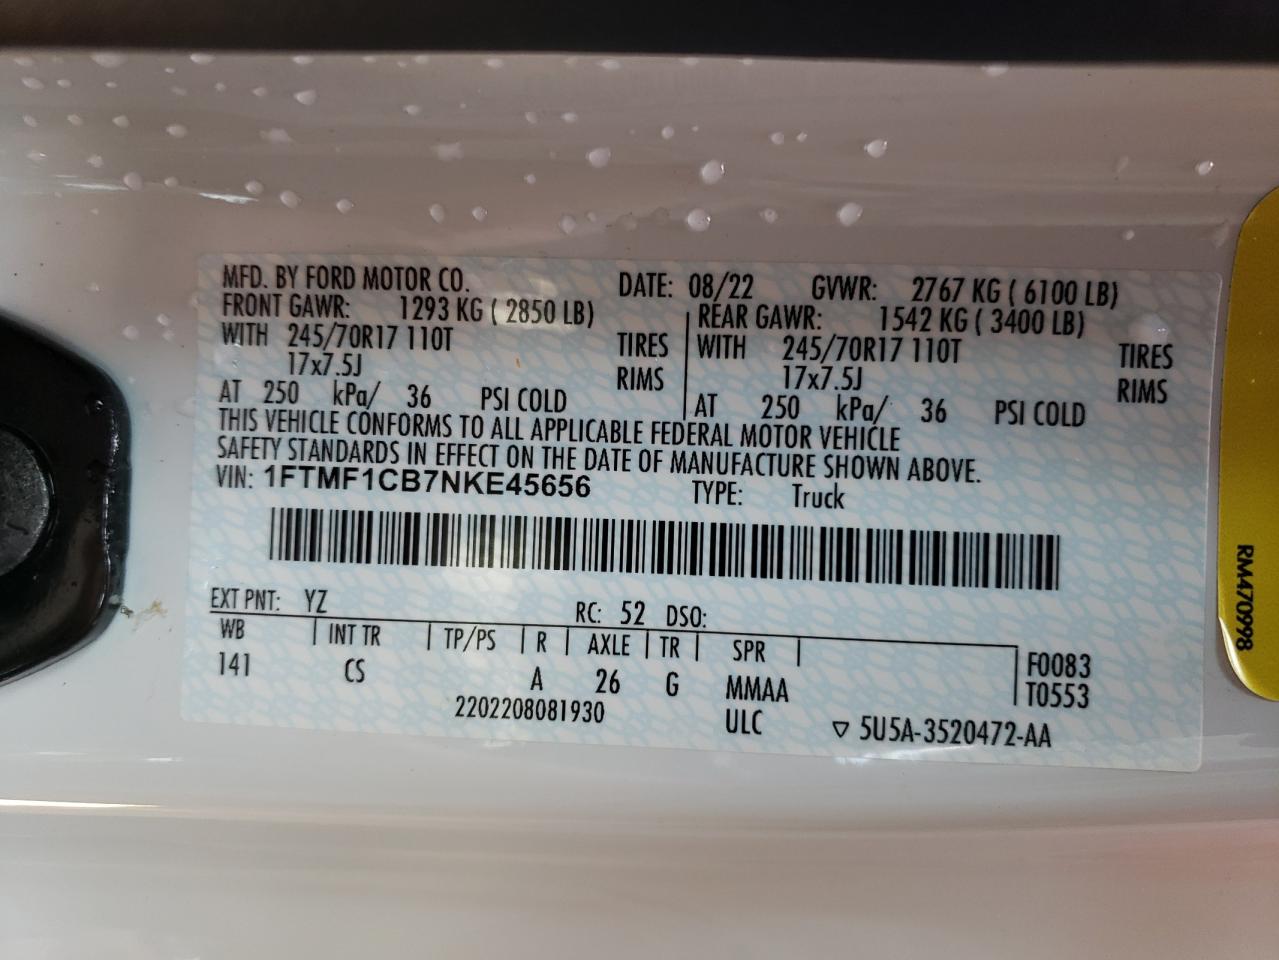 MFD. BY FORD MOTOR CO. DATE: 08/22 GVWR: 2767 KG ( 6100 LB)
FRONT GAWR: 1293 KG ( 2850 LB) REAR GAWR: 1542 KG ( 3400 LB)
WITH 245/70R17 110T TIRES WITH 245/70R17 110T TIRES
17x7.5J RIMS 17x7.5J RIMS
AT 250 kPa/ 36 PSI COLD AT 250 kPa/ 36 PSI COLD
THIS VEHICLE CONFORMS TO ALL APPLICABLE FEDERAL MOTOR VEHICLE
SAFETY STANDARDS IN EFFECT ON THE DATE OF MANUFACTURE SHOWN ABOVE.
VIN: 1FTMF1CB7NKE45656 TYPE: Truck
EXT PNT: YZ RC: 52 DSO:
WB INT TR TP/PS R AXLE TR SPR F0083
141 CS A 26 G MMAA T0553
2202208081930 ULC ▽ 5U5A-3520472-AA
RM470998